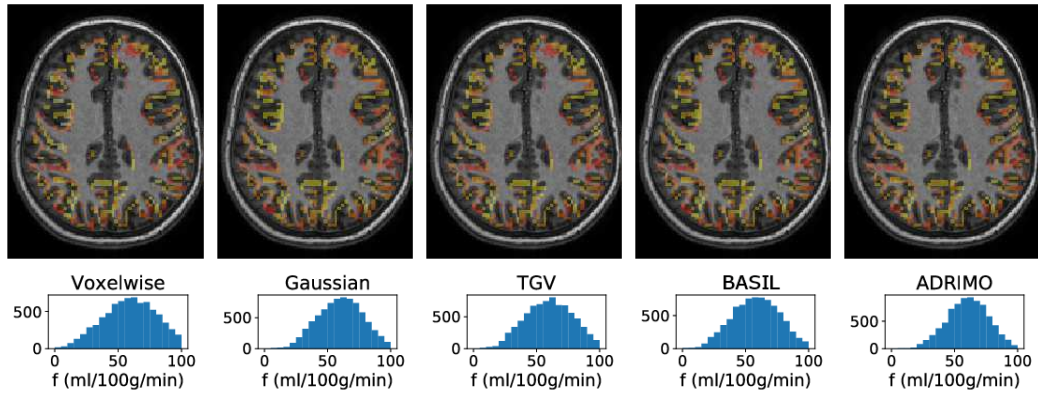 Voxelwise Gaussian TGV BASIL ADRIMO
500 500 500 500 500
0 0 0 0 0
0 50 100 0 50 100 0 50 100 0 50 100 0 50 100
f (ml/100g/min) f (ml/100g/min) f (ml/100g/min) f (ml/100g/min) f (ml/100g/min)